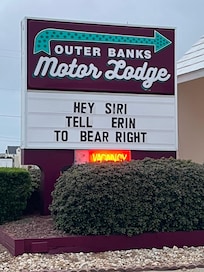 OUTER BANKS
Motor Lodge
HEY SIRI
TELL ERIN
TO BEAR RIGHT
VACANCY